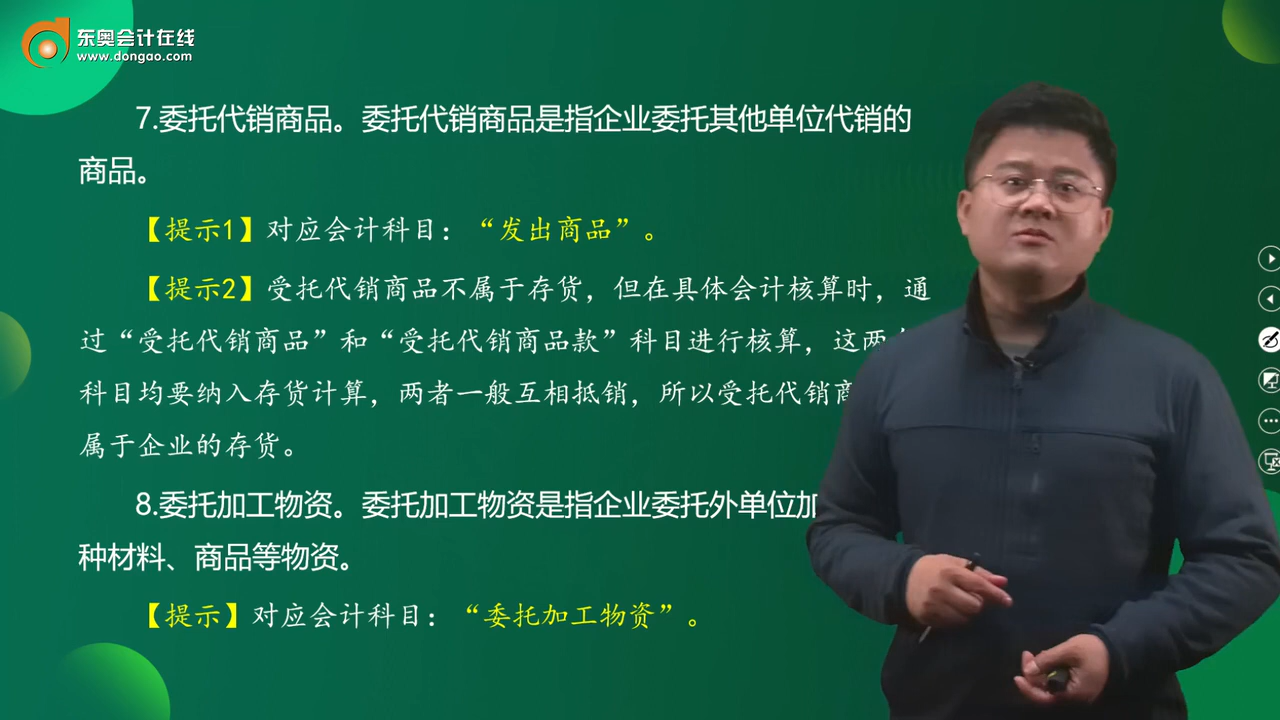 东奥会计在线
www.dongao.com
7.委托代销商品。委托代销商品是指企业委托其他单位代销的
商品。
【提示1】对应会计科目：“发出商品”。
【提示2】受托代销商品不属于存货，但在具体会计核算时，通
过“受托代销商品”和“受托代销商品款”科目进行核算，这两
科目均要纳入存货计算，两者一般互相抵销，所以受托代销商
属于企业的存货。
8.委托加工物资。委托加工物资是指企业委托外单位加
种材料、商品等物资。
【提示】对应会计科目：“委托加工物资”。